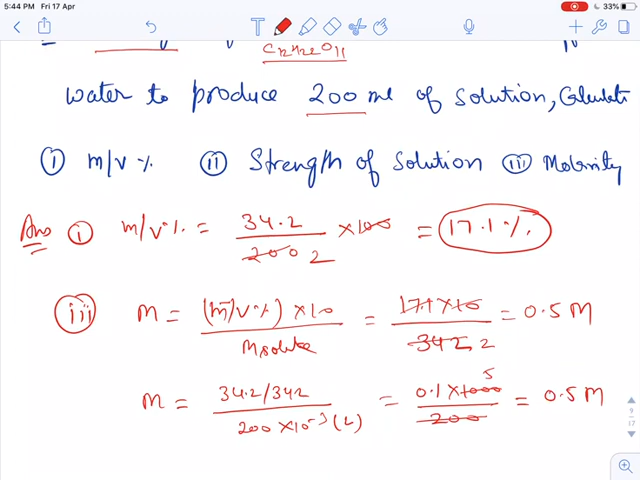 5:44 PM Fri 17 Apr
33%
C12H22O11
water to produce 200 ml of solution, Calculate
(i) m/v % (ii) Strength of Solution (iii) Molarity
Ans (i) m/v % = 34.2 / 200 2 × 100 = 17.1 %
(iii) M = (m/v %) × 10 / Msolute = 17.1 × 10 / 342 2 = 0.5 M
M = 34.2/342 / 200 × 10⁻³ (L) = 0.1 × 1000 5 / 200 = 0.5 M
9
17